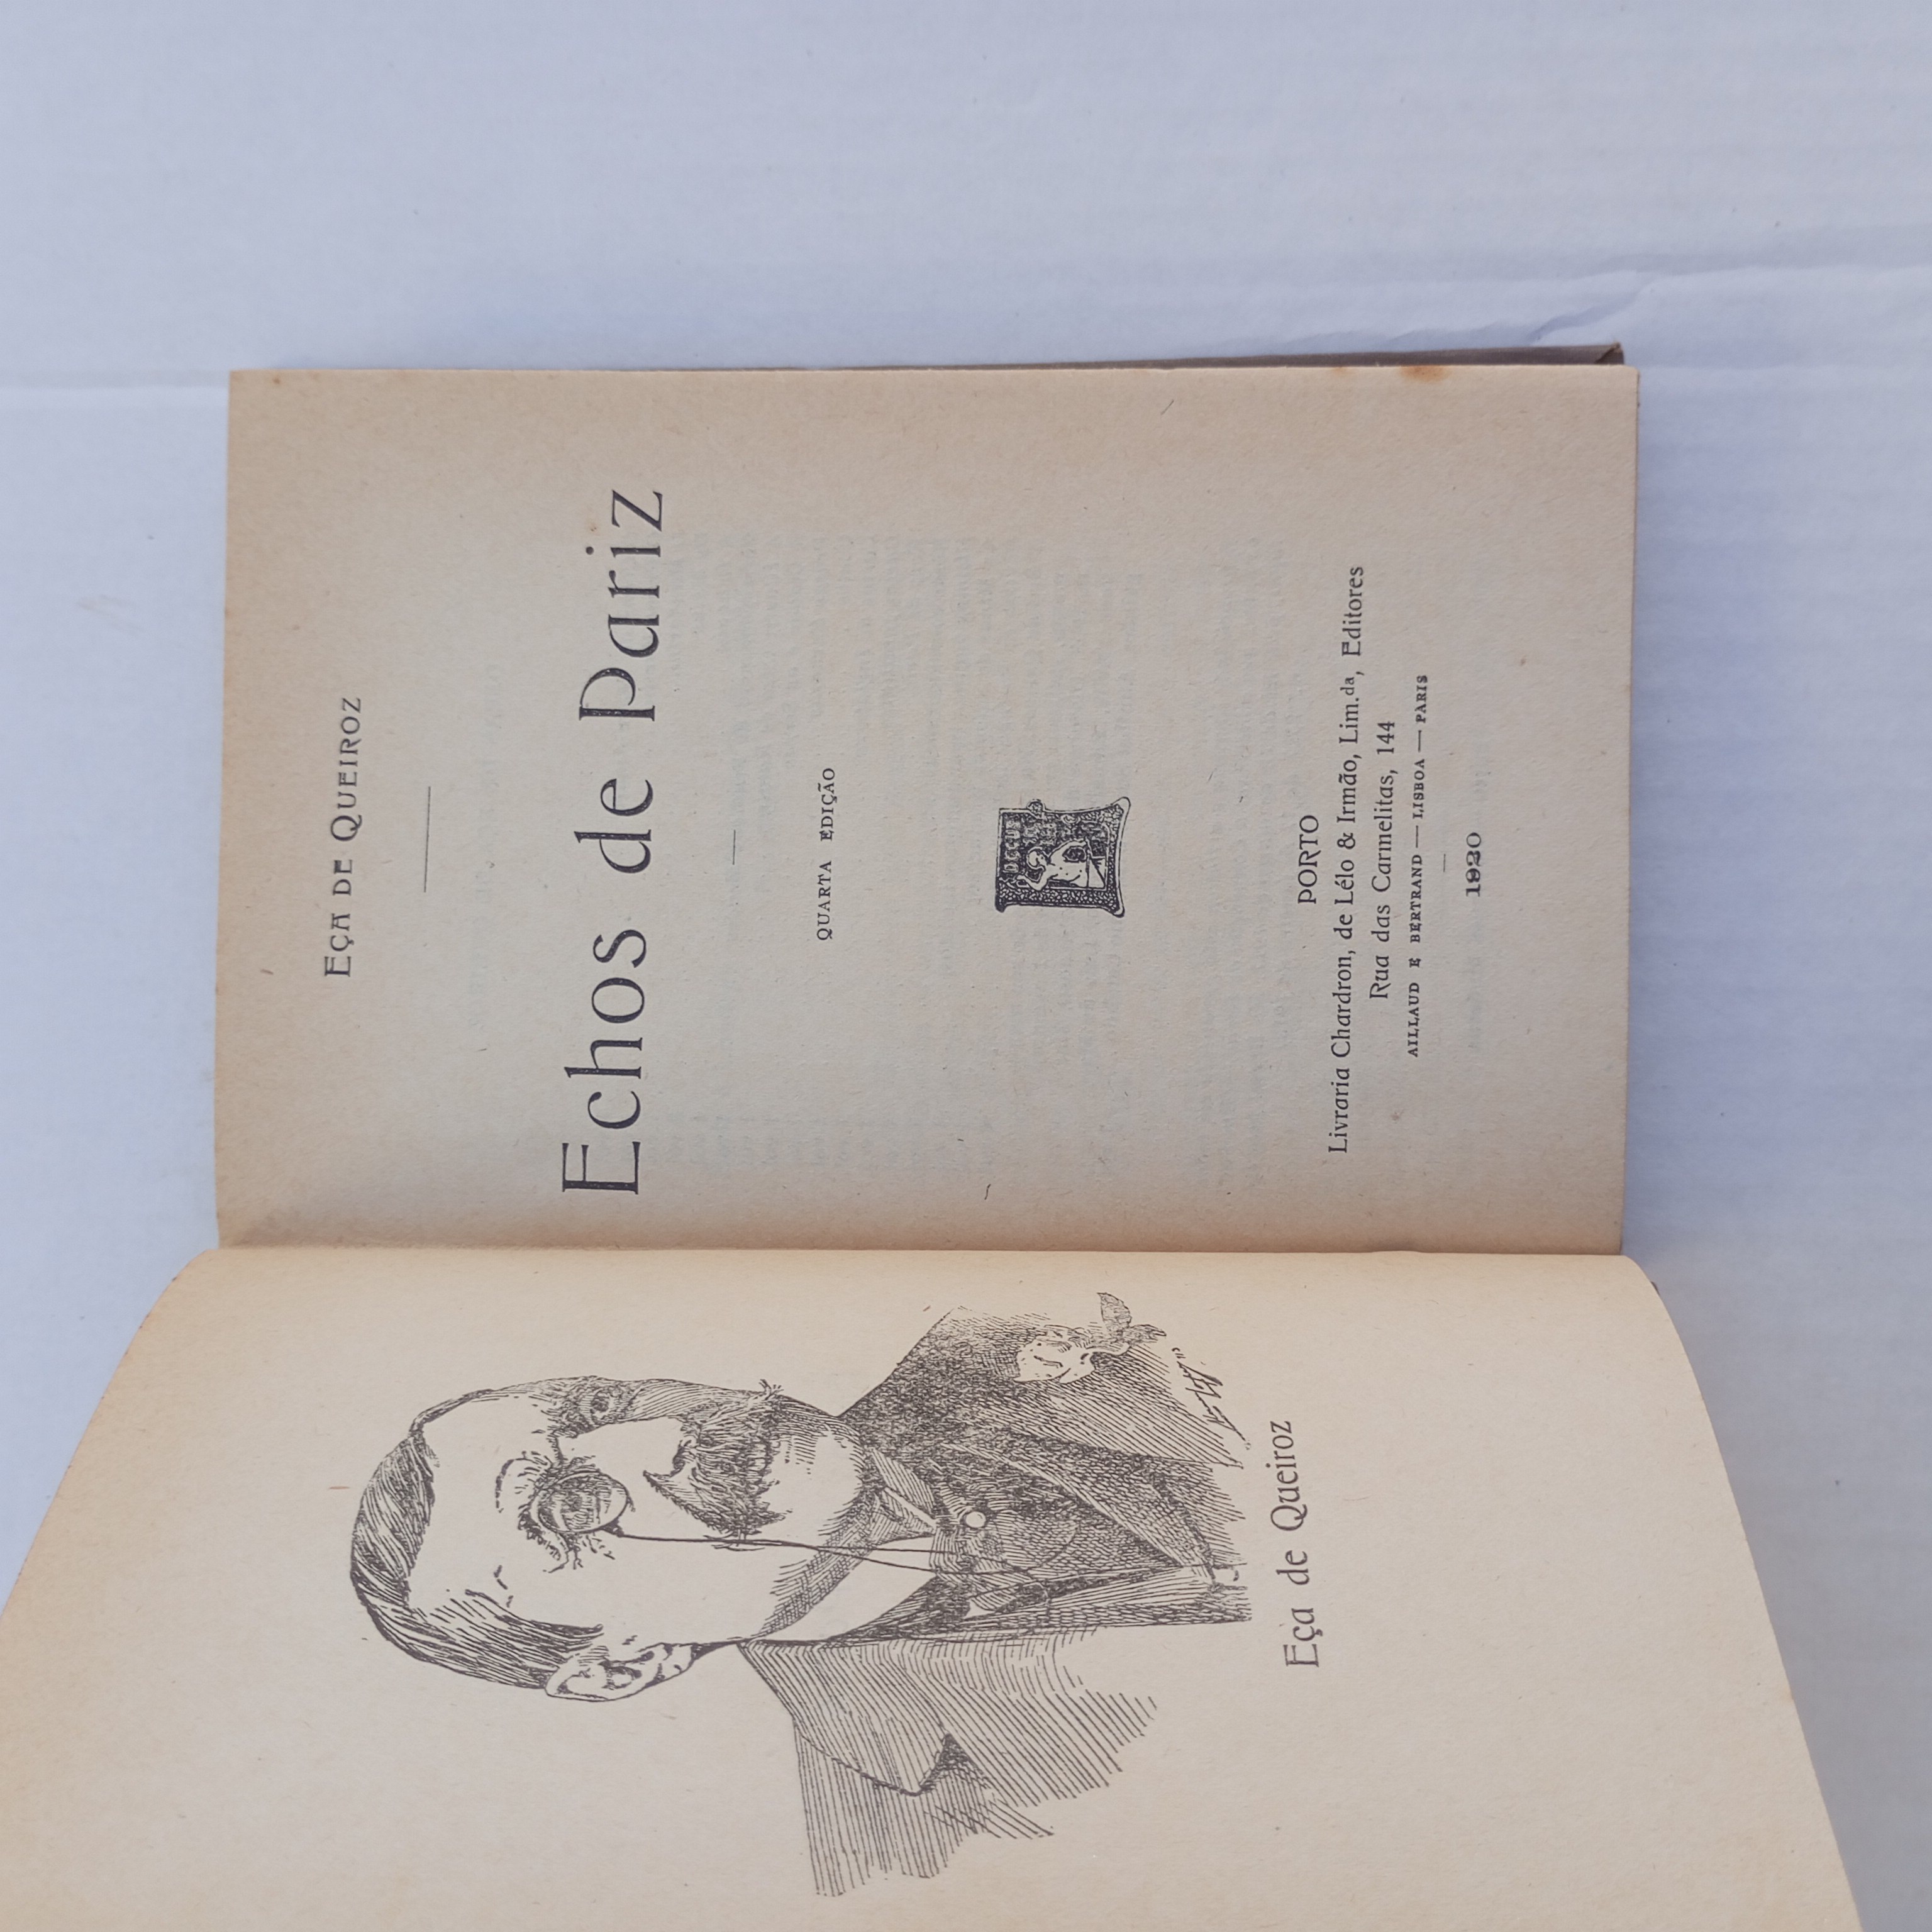 Eça de Queiroz
EÇA DE QUEIROZ
Echos de Pariz
QUARTA EDIÇÃO
PORTO
Livraria Chardron, de Lélo & Irmão, Lim.da, Editores
Rua das Carmelitas, 144
AILLAUD E BERTRAND — LISBOA — PARIS
1920